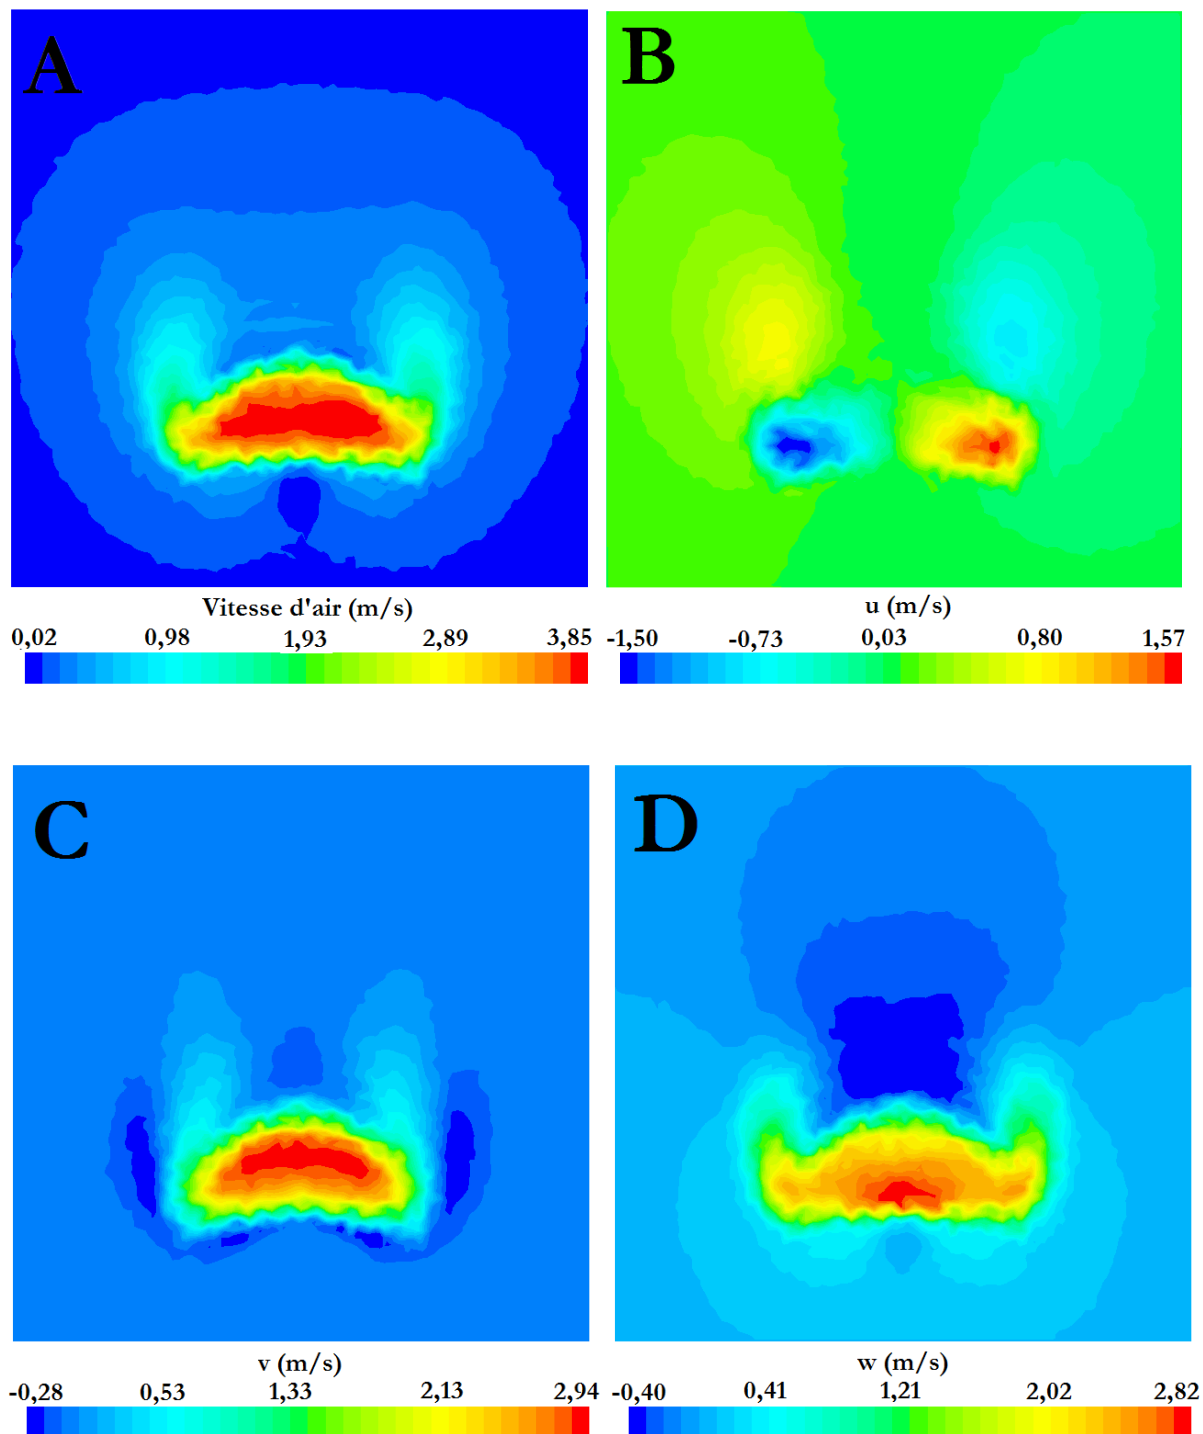 A
B
Vitesse d'air (m/s)
0,02 0,98 1,93 2,89 3,85
u (m/s)
-1,50 -0,73 0,03 0,80 1,57
C
D
v (m/s)
-0,28 0,53 1,33 2,13 2,94
w (m/s)
-0,40 0,41 1,21 2,02 2,82